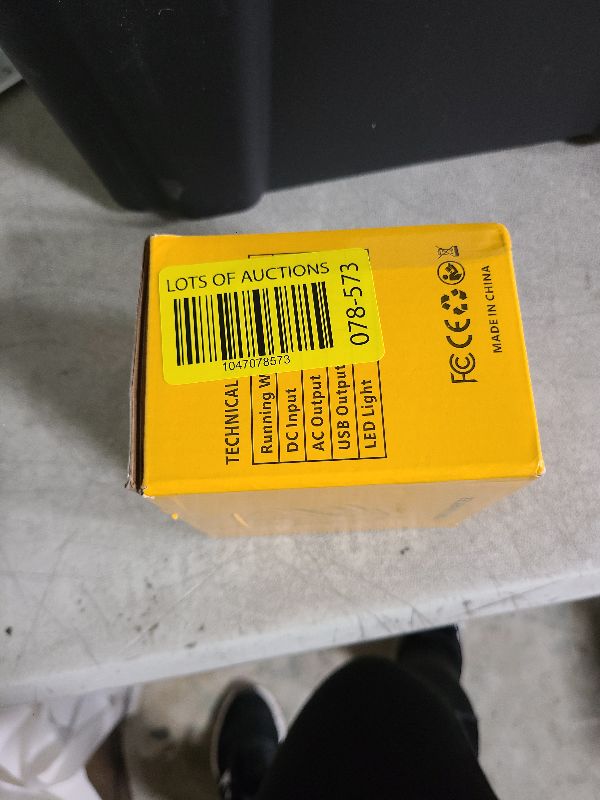 LOTS OF AUCTIONS
1047078573
078-573
TECHNICAL
Running W
DC Input
AC Output
USB Output
LED Light
FC CE
MADE IN CHINA